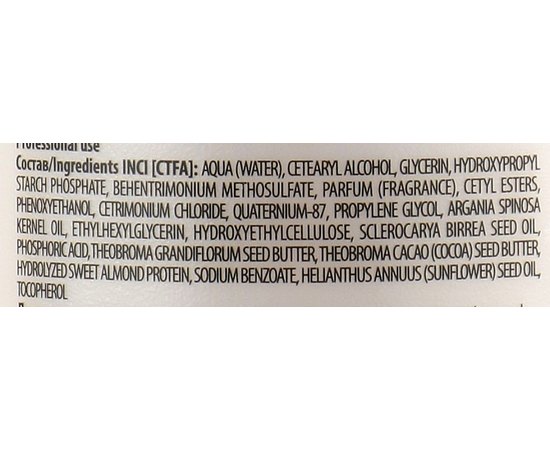 Professional use
Состав/Ingredients INCI [CTFA]: AQUA (WATER), CETEARYL ALCOHOL, GLYCERIN, HYDROXYPROPYL
STARCH PHOSPHATE, BEHENTRIMONIUM METHOSULFATE, PARFUM (FRAGRANCE), CETYL ESTERS,
PHENOXYETHANOL, CETRIMONIUM CHLORIDE, QUATERNIUM-87, PROPYLENE GLYCOL, ARGANIA SPINOSA
KERNEL OIL, ETHYLHEXYLGLYCERIN, HYDROXYETHYLCELLULOSE, SCLEROCARYA BIRREA SEED OIL,
PHOSPHORIC ACID, THEOBROMA GRANDIFLORUM SEED BUTTER, THEOBROMA CACAO (COCOA) SEED BUTTER,
HYDROLYZED SWEET ALMOND PROTEIN, SODIUM BENZOATE, HELIANTHUS ANNUUS (SUNFLOWER) SEED OIL,
TOCOPHEROL